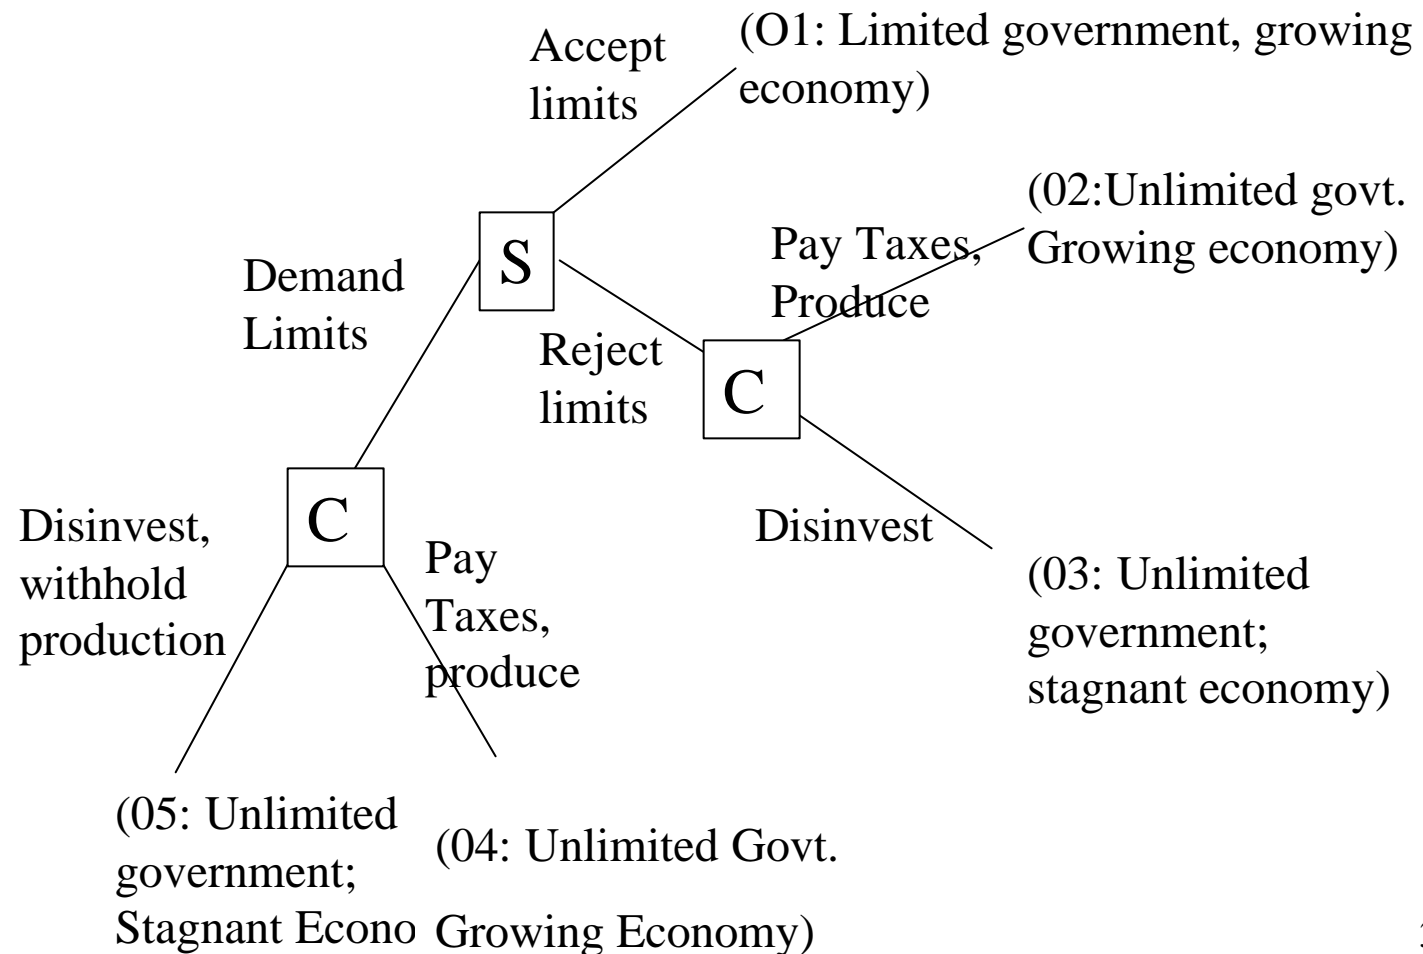 Accept
limits
(O1: Limited government, growing
economy)
S
Demand
Limits
Reject
limits
Pay Taxes,
Produce
(02:Unlimited govt.
Growing economy)
C
Disinvest
(03: Unlimited
government;
stagnant economy)
C
Disinvest,
withhold
production
Pay
Taxes,
produce
(05: Unlimited
government;
Stagnant Econo
(04: Unlimited Govt.
Growing Economy)